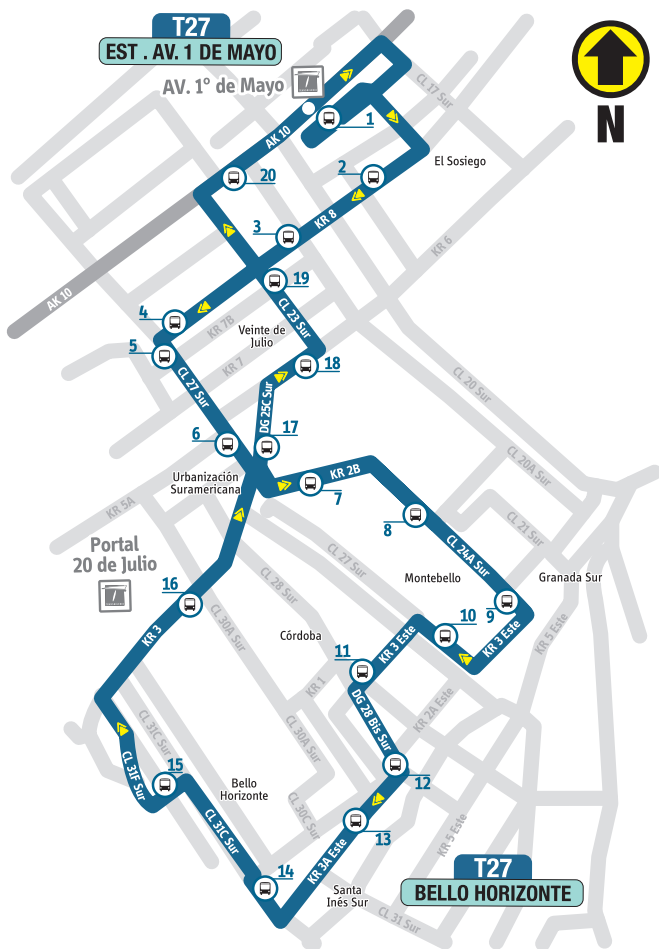 T27
EST . AV. 1 DE MAYO
AV. 1° de Mayo
N
CL 17 Sur
1
AK 10
El Sosiego
20
2
KR 8
3
KR 6
19
AK 10
4
KR 7B
CL 23 Sur
Veinte de
Julio
5
KR 7
18
CL 27 Sur
DG 25C Sur
CL 20 Sur
6
17
CL 20A Sur
Urbanización
Suramericana
KR 2B
7
KR 5A
8
CL 21 Sur
CL 24A Sur
Portal
20 de Julio
CL 27 Sur
CL 28 Sur
Montebello
Granada Sur
16
9
CL 30A Sur
10
KR 3
Córdoba
KR 3 Este
KR 3 Este
KR 5 Este
11
KR 1
KR 2A Este
DG 28 Bis Sur
CL 31C Sur
CL 30A Sur
CL 31F Sur
15
12
Bello
Horizonte
CL 30C Sur
CL 31C Sur
13
KR 5 Este
KR 3A Este
14
T27
BELLO HORIZONTE
Santa
Inés Sur
CL 31 Sur